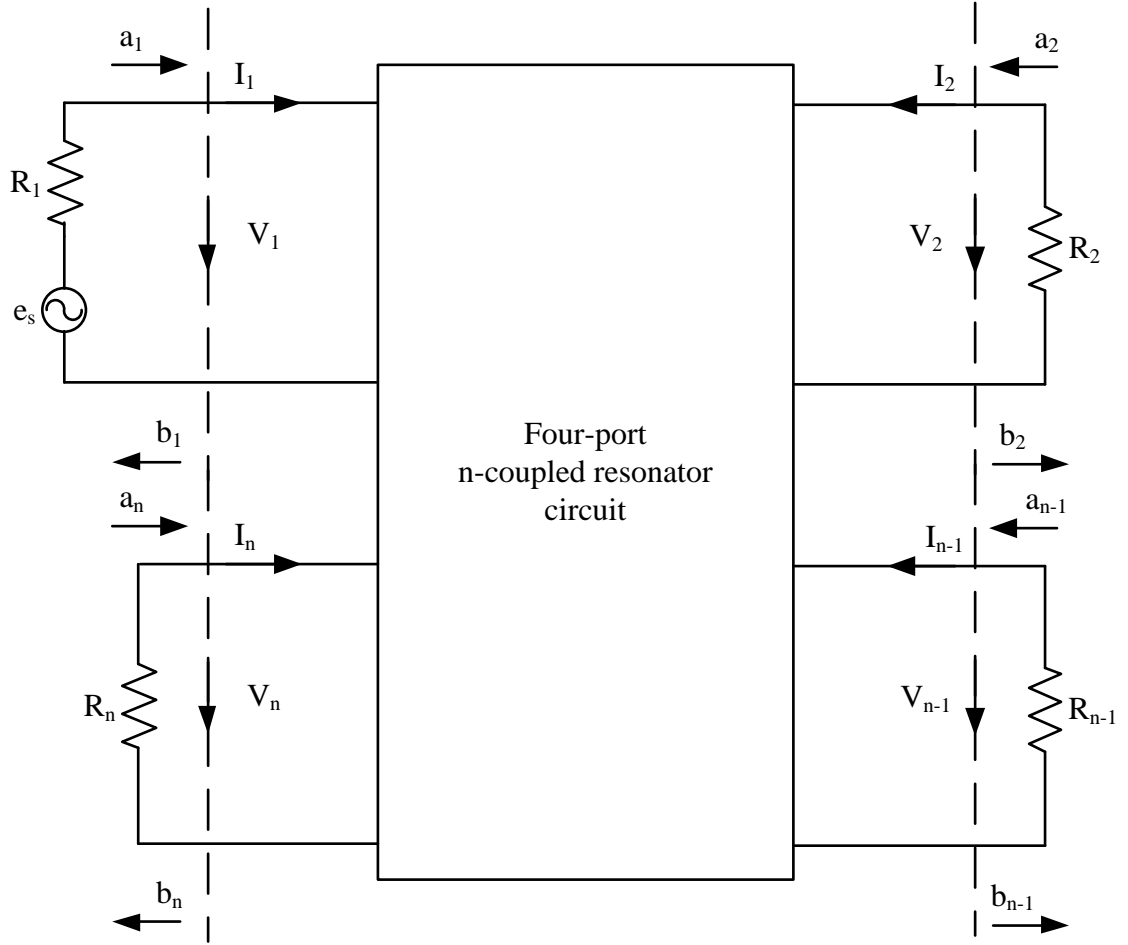 a1
a2
I1
I2
R1
V1
V2
R2
es
b1
Four-port
n-coupled resonator
circuit
b2
an
an-1
In
In-1
Rn
Vn
Vn-1
Rn-1
bn
bn-1